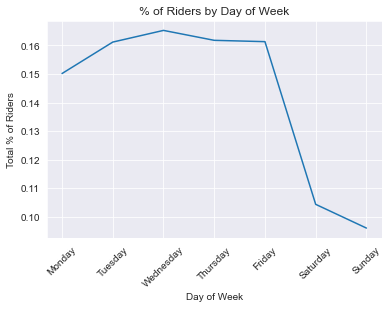 % of Riders by Day of Week
Total % of Riders
0.16
0.15
0.14
0.13
0.12
0.11
0.10
Monday
Tuesday
Wednesday
Thursday
Friday
Saturday
Sunday
Day of Week